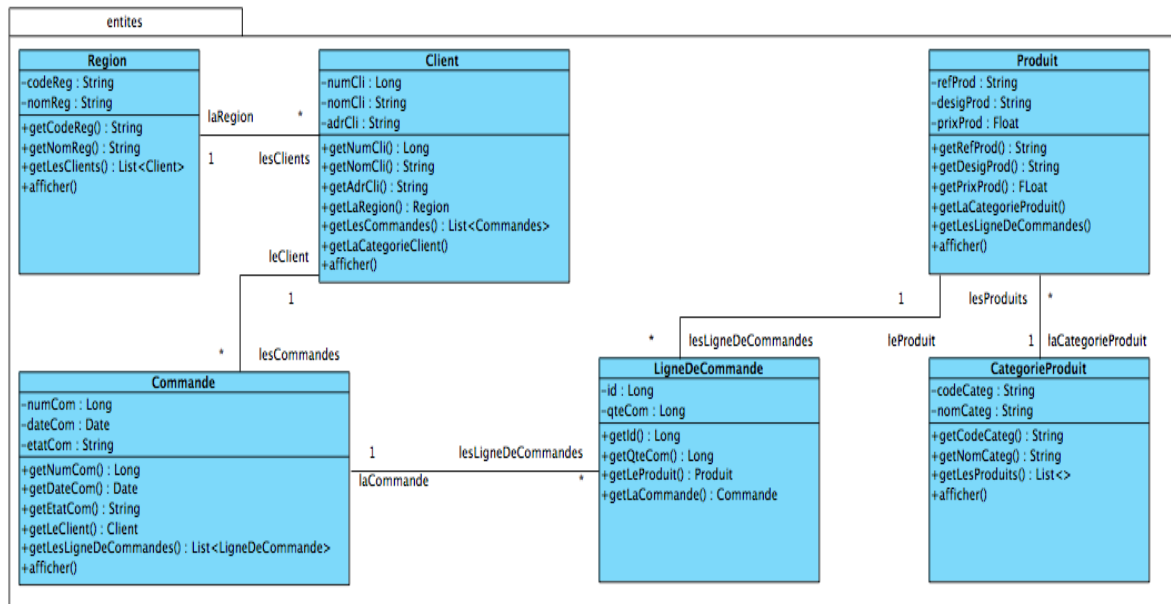 entites
Region
-codeReg : String
-nomReg : String
+getCodeReg() : String
+getNomReg() : String
+getLesClients() : List<Client>
+afficher()
laRegion
*
1
lesClients
Client
-numCli : Long
-nomCli : String
-adrCli : String
+getNumCli() : Long
+getNomCli() : String
+getAdrCli() : String
+getLaRegion() : Region
+getLesCommandes() : List<Commandes>
+getLaCategorieClient()
+afficher()
Produit
-refProd : String
-desigProd : String
-prixProd : Float
+getRefProd() : String
+getDesigProd() : String
+getPrixProd() : FLoat
+getLaCategorieProduit()
+getLesLigneDeCommandes()
+afficher()
leClient
1
*
lesCommandes
1
lesProduits
*
*
lesLigneDeCommandes
leProduit
1
laCategorieProduit
Commande
-numCom : Long
-dateCom : Date
-etatCom : String
+getNumCom() : Long
+getDateCom() : Date
+getEtatCom() : String
+getLeClient() : Client
+getLesLigneDeCommandes() : List<LigneDeCommande>
+afficher()
1
lesLigneDeCommandes
laCommande
*
LigneDeCommande
-id : Long
-qteCom : Long
+getId() : Long
+getQteCom() : Long
+getLeProduit() : Produit
+getLaCommande() : Commande
CategorieProduit
-codeCateg : String
-nomCateg : String
+getCodeCateg() : String
+getNomCateg() : String
+getLesProduits() : List<>
+afficher()